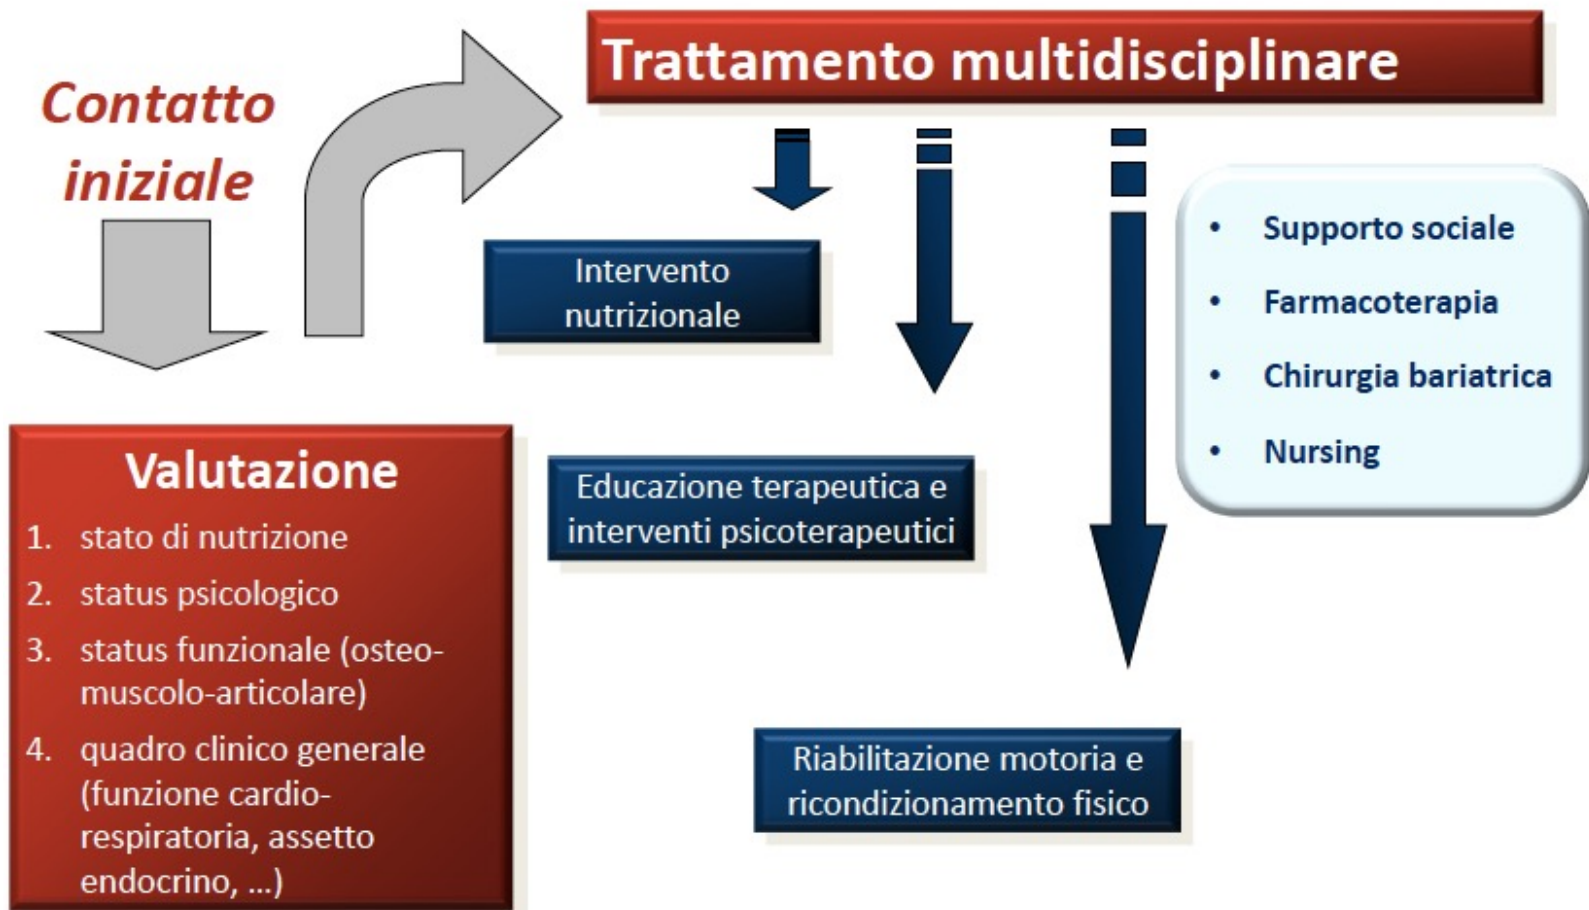 Contatto
iniziale
Trattamento multidisciplinare
Intervento
nutrizionale
Educazione terapeutica e
interventi psicoterapeutici
Riabilitazione motoria e
ricondizionamento fisico
• Supporto sociale
• Farmacoterapia
• Chirurgia bariatrica
• Nursing
Valutazione
1. stato di nutrizione
2. status psicologico
3. status funzionale (osteo-
muscolo-articolare)
4. quadro clinico generale
(funzione cardio-
respiratoria, assetto
endocrino, ...)